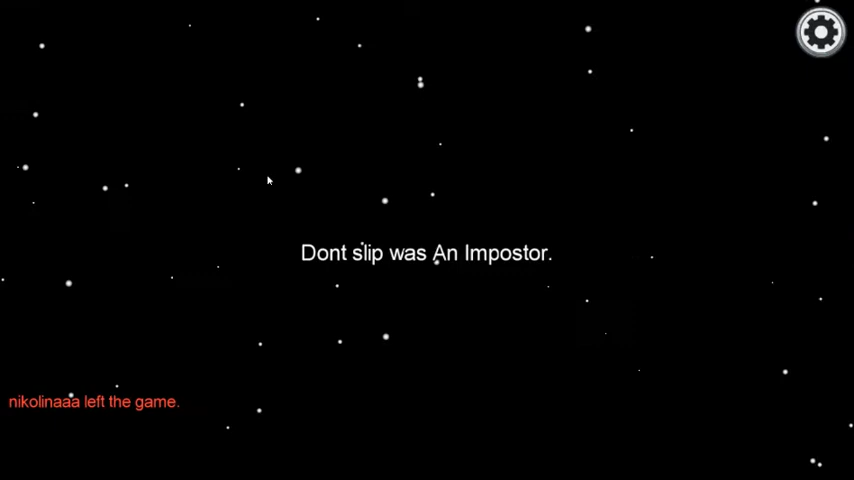 Dont slip was An Impostor.
nikolinaaa left the game.